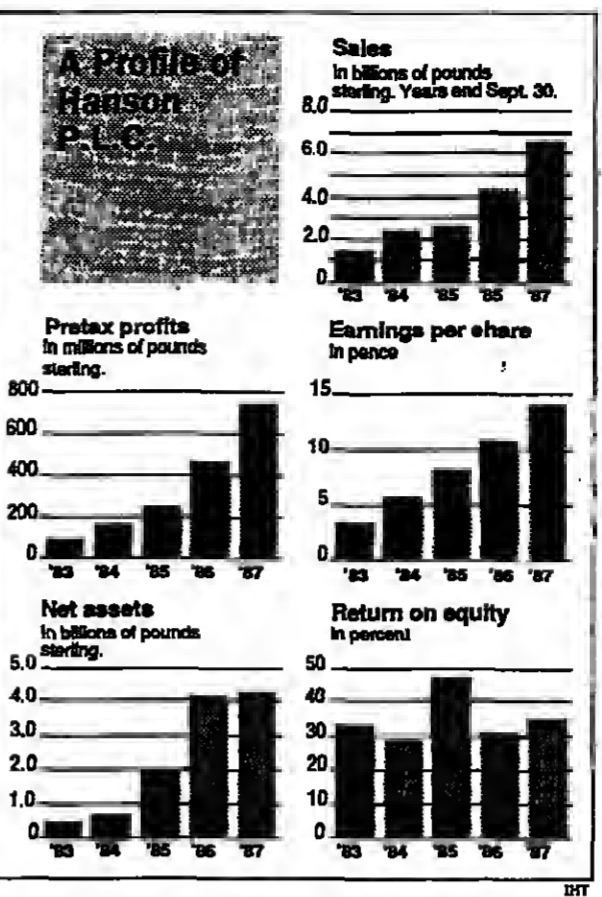 A Profile of
Hanson
P.L.C.
Sales
In billions of pounds
sterling. Years end Sept. 30.
8.0
6.0
4.0
2.0
0
'83 '84 '85 '86 '87
Pretax profits
In millions of pounds
sterling.
800
600
400
200
0
'83 '84 '85 '86 '87
Earnings per share
In pence
15
10
5
0
'83 '84 '85 '86 '87
Net assets
In billions of pounds
sterling.
5.0
4.0
3.0
2.0
1.0
0
'83 '84 '85 '86 '87
Return on equity
In percent
50
40
30
20
10
0
'83 '84 '85 '86 '87
IHT